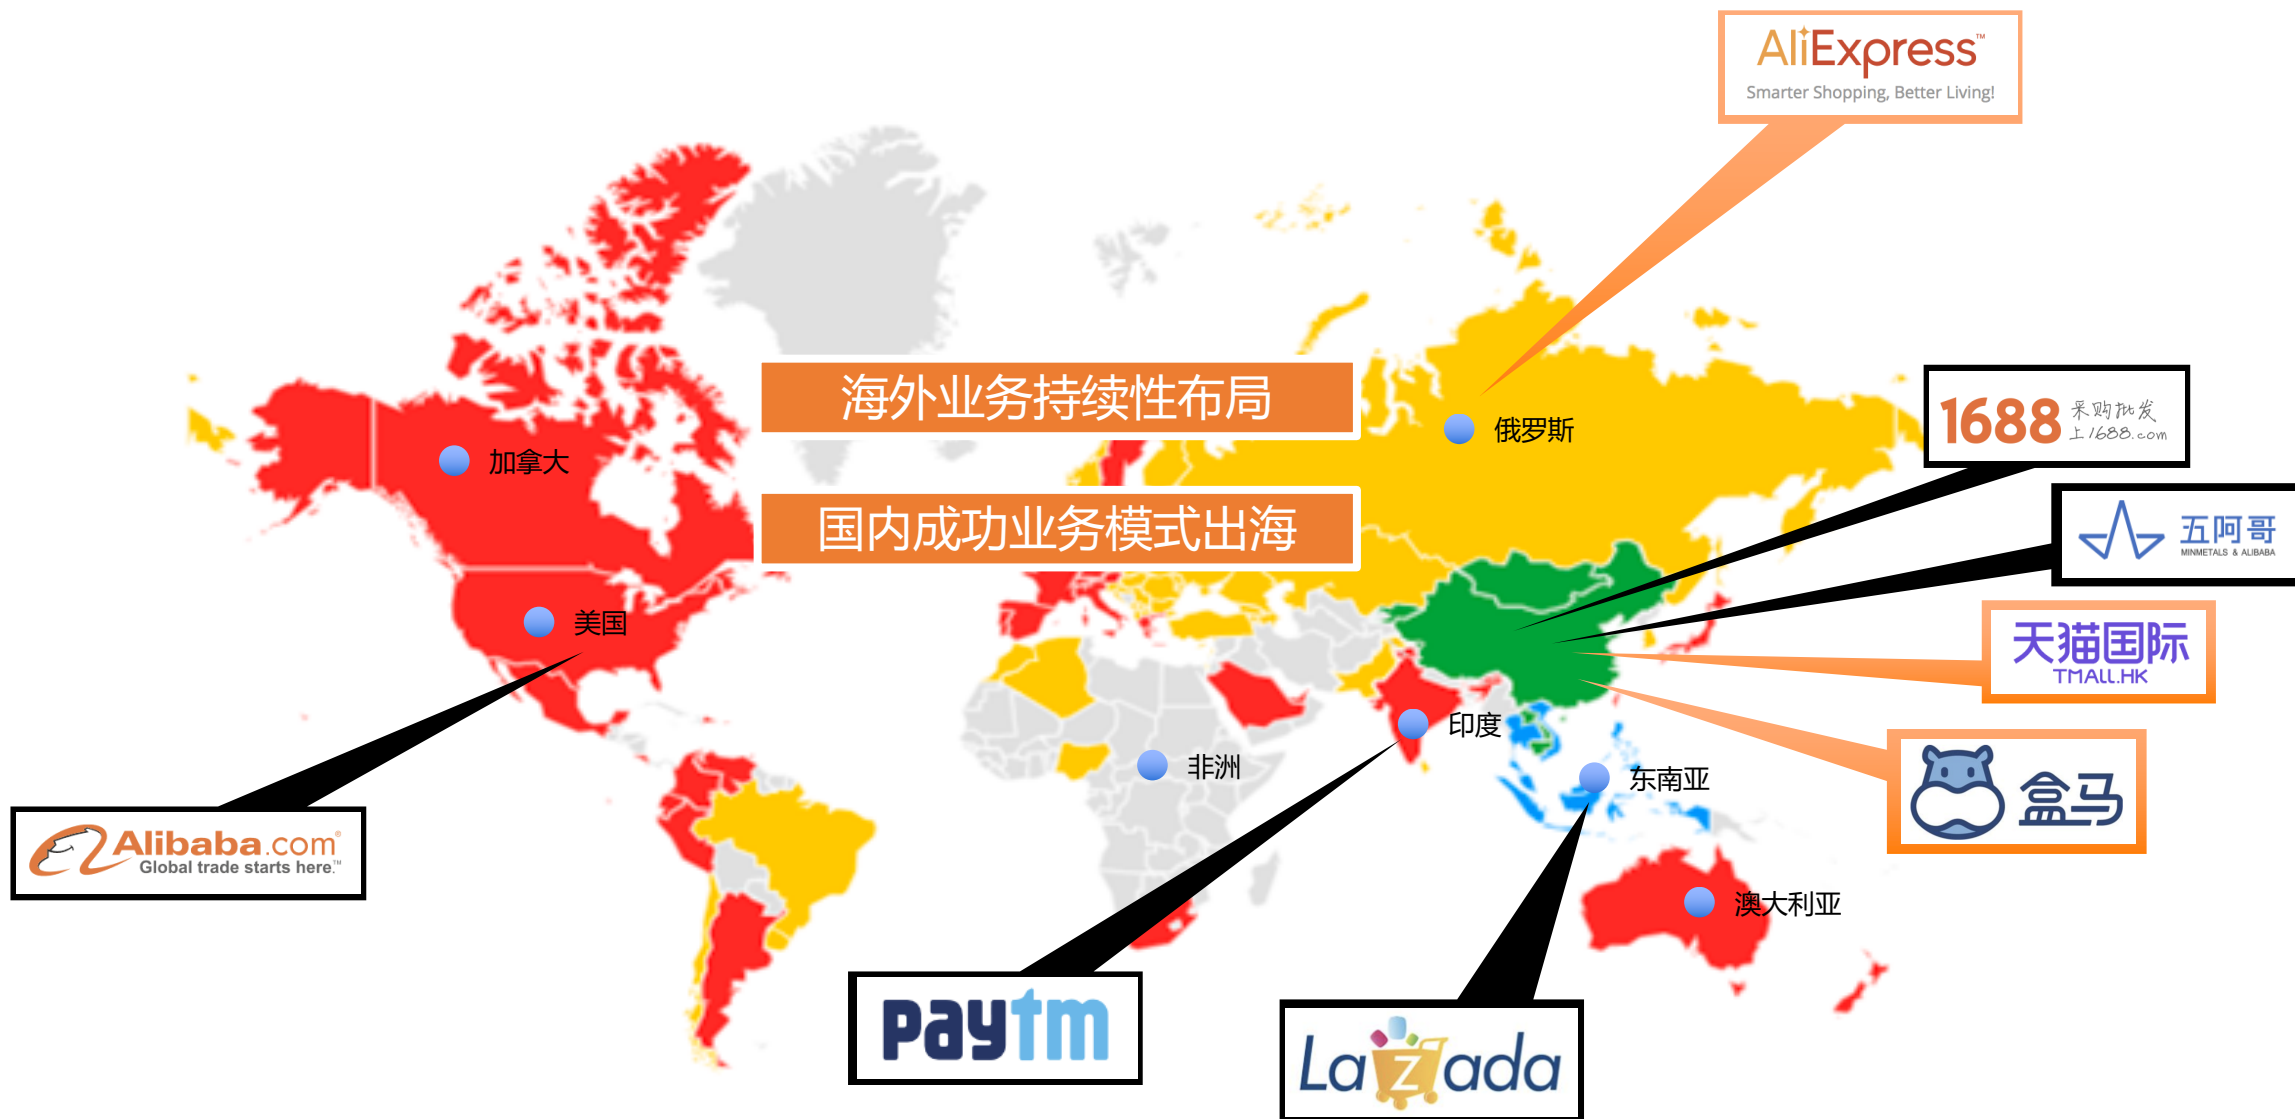 AliExpress™
Smarter Shopping, Better Living!
海外业务持续性布局
国内成功业务模式出海
加拿大
俄罗斯
1688 采购批发
上1688.com
五阿哥
MINMETALS & ALIBABA
美国
天猫国际
TMALL.HK
印度
非洲
东南亚
盒马
Alibaba.com®
Global trade starts here.™
澳大利亚
paytm
Lazada